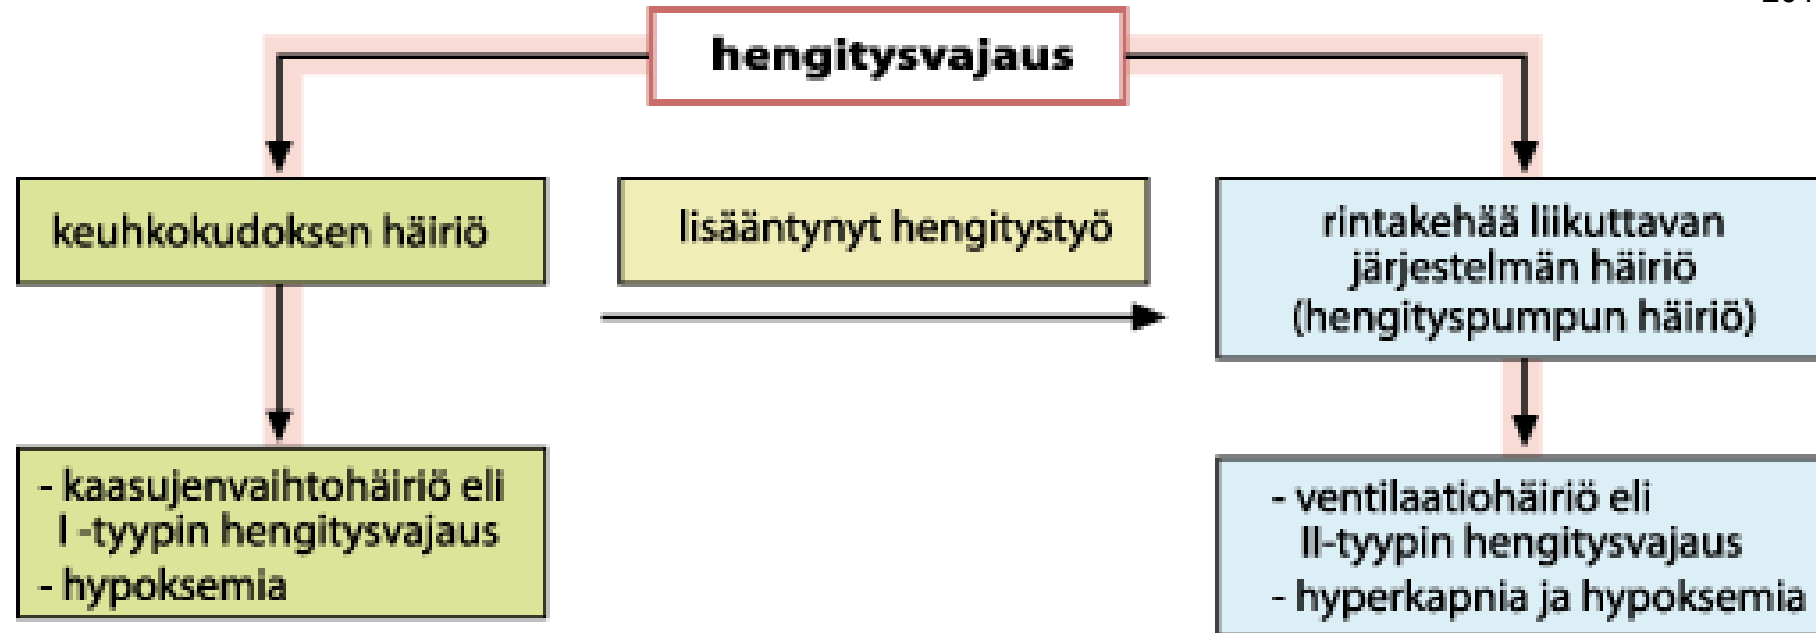 hengitysvajaus
keuhkokudoksen häiriö
lisääntynyt hengitystyö
rintakehää liikuttavan
järjestelmän häiriö
(hengityspumpun häiriö)
- kaasujenvaihtohäiriö eli
I -tyypin hengitysvajaus
- hypoksemia
- ventilaatiohäiriö eli
II-tyypin hengitysvajaus
- hyperkapnia ja hypoksemia